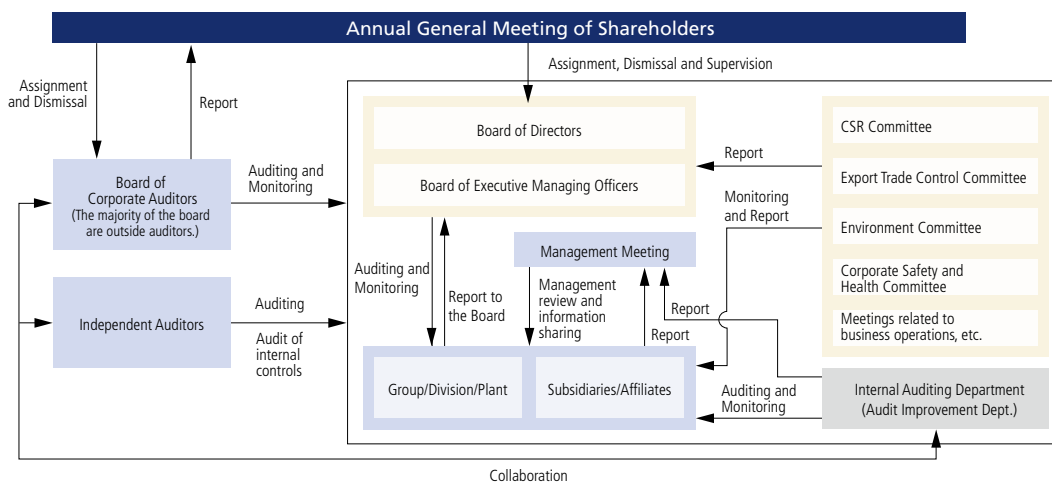 Annual General Meeting of Shareholders
Assignment
and Dismissal
Report
Assignment, Dismissal and Supervision
Board of
Corporate Auditors
(The majority of the board
are outside auditors.)
Auditing and
Monitoring
Board of Directors
Board of Executive Managing Officers
Report
CSR Committee
Export Trade Control Committee
Monitoring
and Report
Environment Committee
Corporate Safety and
Health Committee
Meetings related to
business operations, etc.
Management Meeting
Auditing and
Monitoring
Report to
the Board
Management
review and
information
sharing
Report
Report
Independent Auditors
Auditing
Audit of
internal
controls
Group/Division/Plant
Subsidiaries/Affiliates
Auditing and
Monitoring
Internal Auditing Department
(Audit Improvement Dept.)
Collaboration